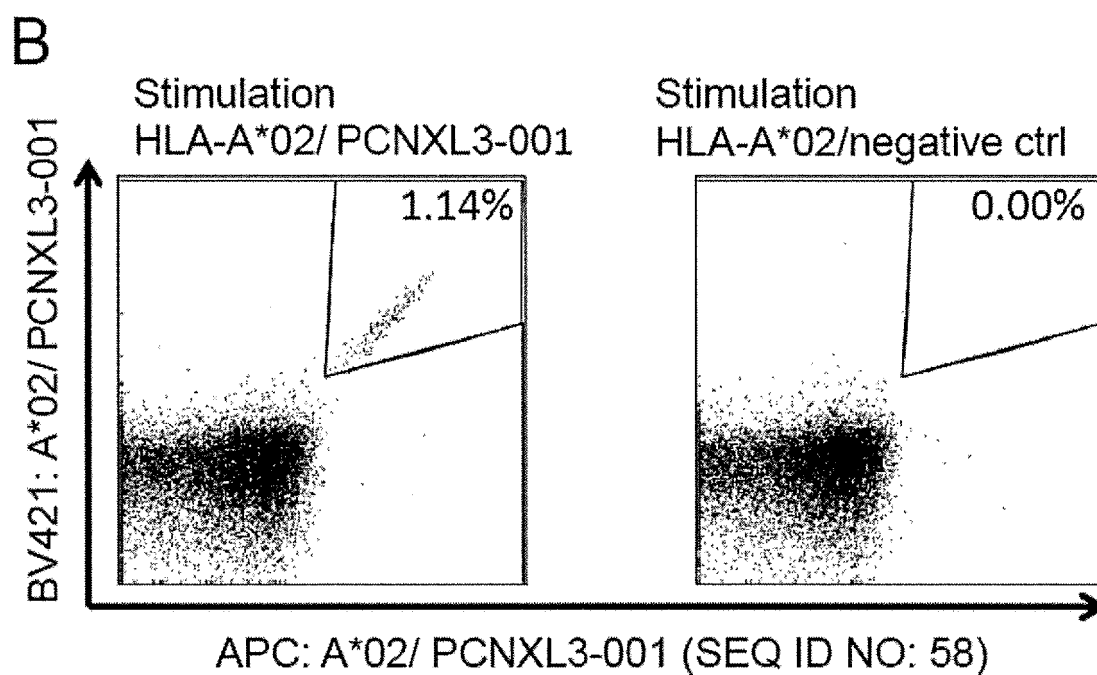 B
Stimulation
HLA-A*02/ PCNXL3-001
Stimulation
HLA-A*02/negative ctrl
BV421: A*02/ PCNXL3-001
1.14%
0.00%
APC: A*02/ PCNXL3-001 (SEQ ID NO: 58)